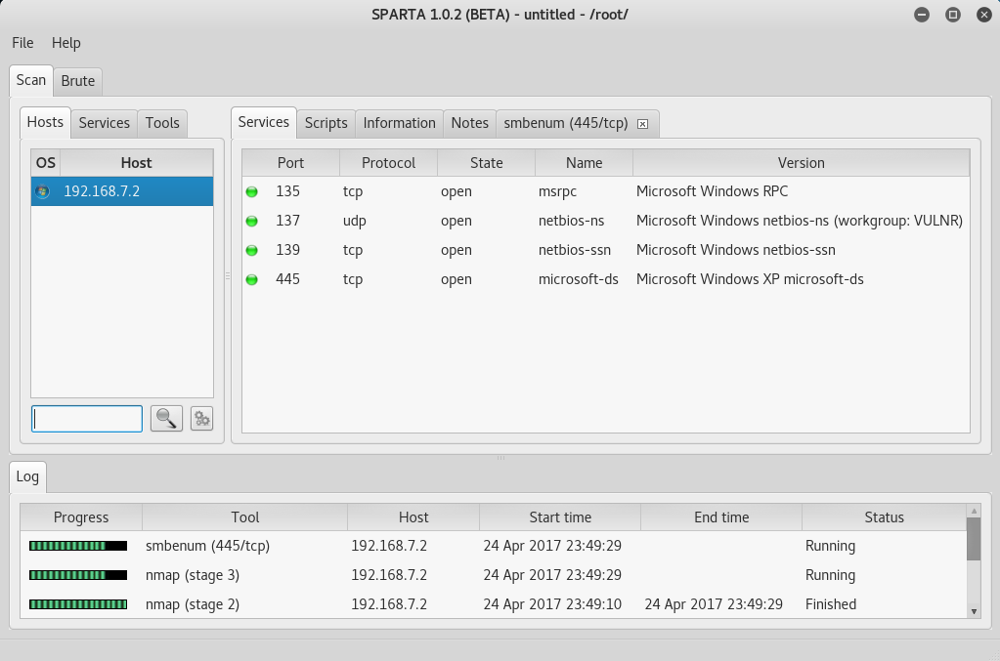 SPARTA 1.0.2 (BETA) - untitled - /root/
File Help
Scan Brute
Hosts Services Tools
OS Host
192.168.7.2
Services Scripts Information Notes smbenum (445/tcp)
Port Protocol State Name Version
135 tcp open msrpc Microsoft Windows RPC
137 udp open netbios-ns Microsoft Windows netbios-ns (workgroup: VULNR)
139 tcp open netbios-ssn Microsoft Windows netbios-ssn
445 tcp open microsoft-ds Microsoft Windows XP microsoft-ds
Log
Progress Tool Host Start time End time Status
smbenum (445/tcp) 192.168.7.2 24 Apr 2017 23:49:29 Running
nmap (stage 3) 192.168.7.2 24 Apr 2017 23:49:29 Running
nmap (stage 2) 192.168.7.2 24 Apr 2017 23:49:10 24 Apr 2017 23:49:29 Finished